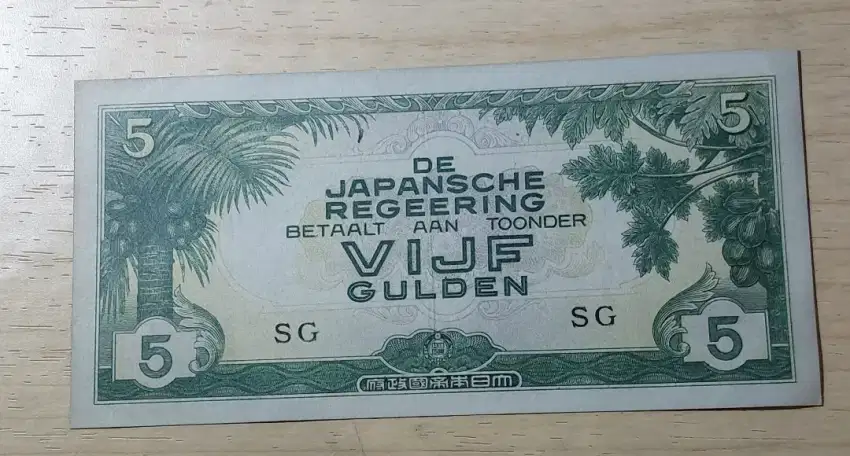 5 5
DE
JAPANSCHE
REGEERING
BETAALT AAN TOONDER
VIJF
GULDEN
SG SG
5 5
大日本帝國政府